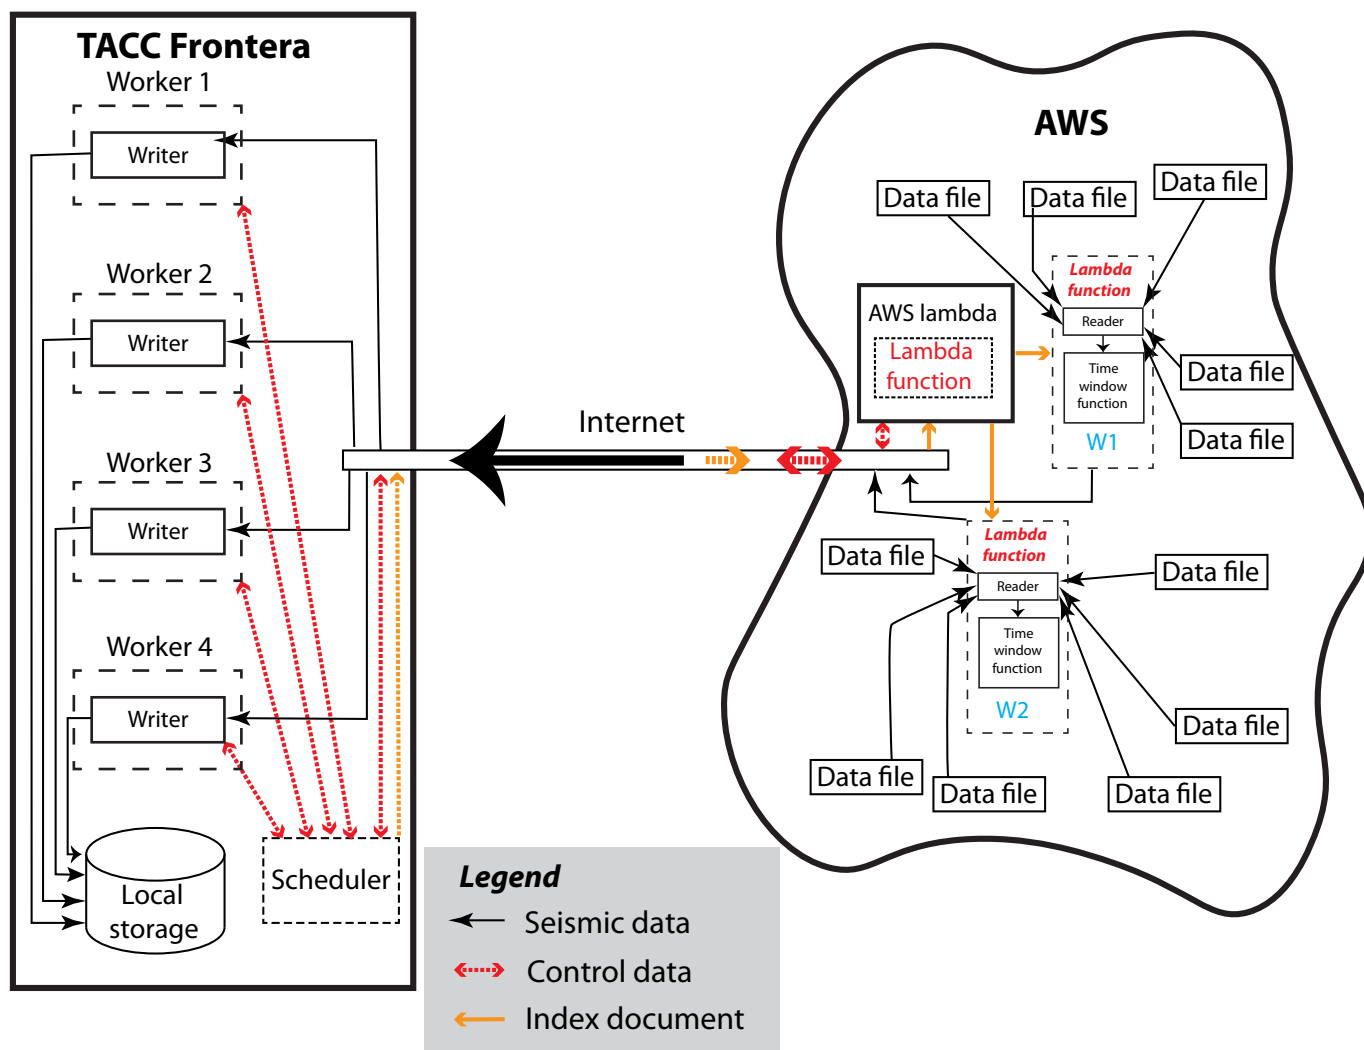 TACC Frontera
Worker 1
Writer
Worker 2
Writer
Worker 3
Writer
Worker 4
Writer
Local
storage
Scheduler
Internet
AWS
Data file
Data file
Data file
Lambda
function
Reader
Time
window
function
W1
Data file
Data file
AWS lambda
Lambda
function
Lambda
function
Reader
Time
window
function
W2
Data file
Data file
Data file
Data file
Data file
Data file
Legend
Seismic data
Control data
Index document